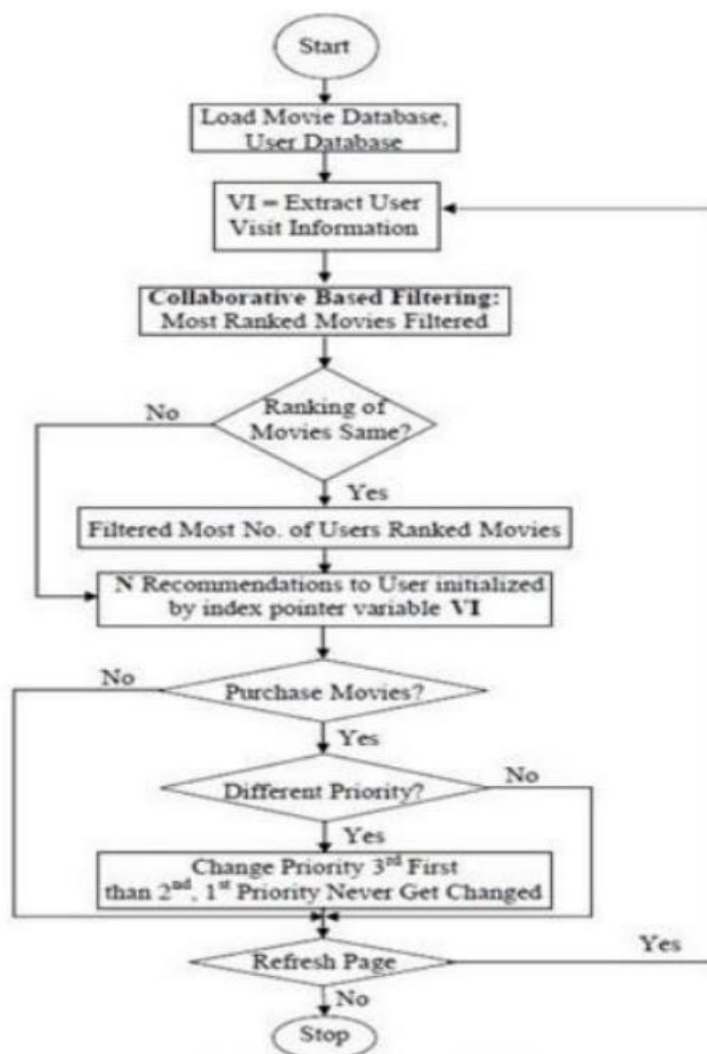 Start
Load Movie Database,
User Database
VI = Extract User
Visit Information
Collaborative Based Filtering:
Most Ranked Movies Filtered
No
Ranking of
Movies Same?
Yes
Filtered Most No. of Users Ranked Movies
N Recommendations to User initialized
by index pointer variable VI
No
Purchase Movies?
Yes
Different Priority?
No
Yes
Change Priority 3rd First
than 2nd, 1st Priority Never Get Changed
Refresh Page
Yes
No
Stop